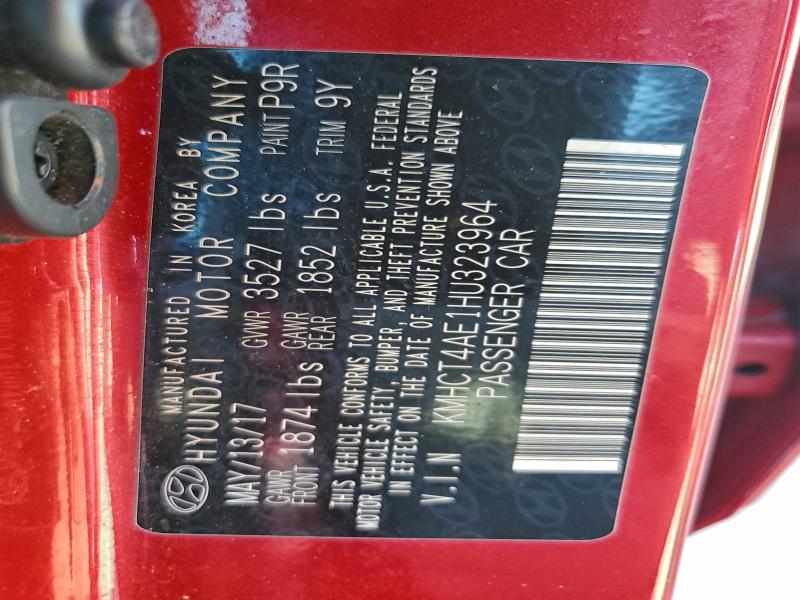 MANUFACTURED IN KOREA BY
HYUNDAI MOTOR COMPANY
MAY/13/17 GVWR 3527 lbs PAINT P9R
GAWR FRONT 1874 lbs GAWR REAR 1852 lbs TRIM 9Y
THIS VEHICLE CONFORMS TO ALL APPLICABLE U.S.A. FEDERAL
MOTOR VEHICLE SAFETY, BUMPER, AND THEFT PREVENTION STANDARDS
IN EFFECT ON THE DATE OF MANUFACTURE SHOWN ABOVE
V.I.N KMHCT4AE1HU323964
PASSENGER CAR